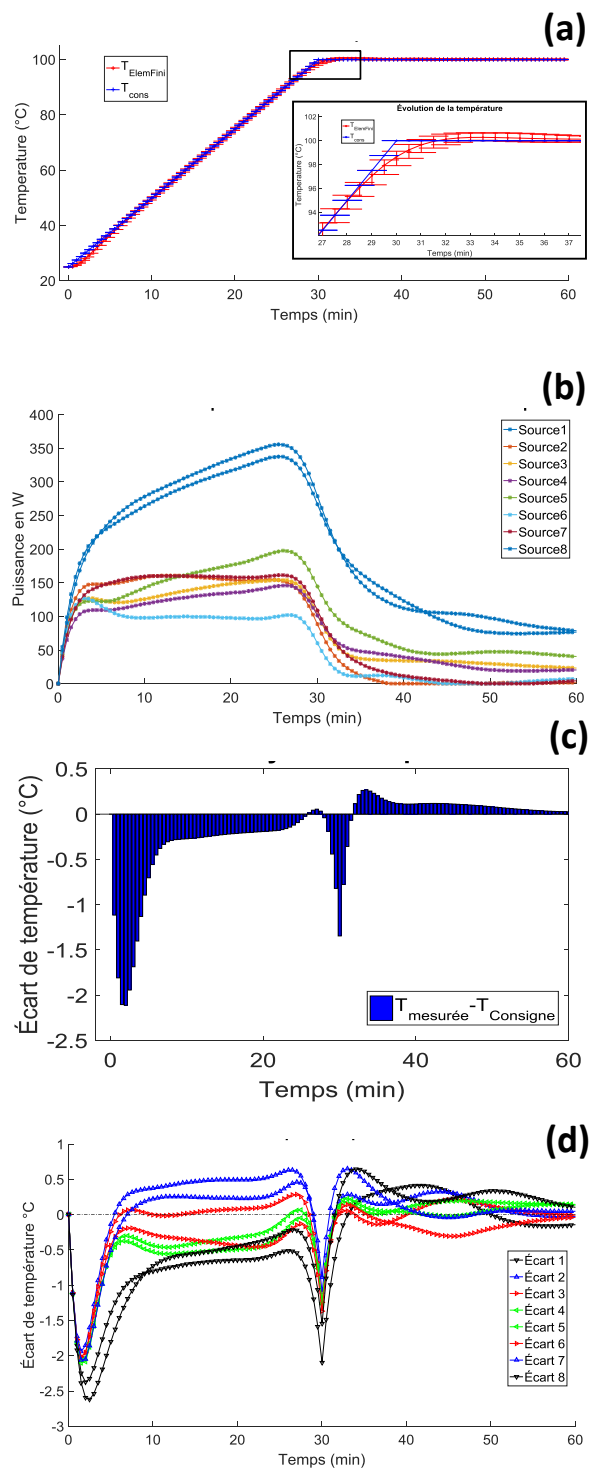 (a)
100
80
60
40
20
Temperature (°C)
T_ElemFini
T_cons
Évolution de la température
102
100
98
96
94
Temperature (°C)
T_ElemFini
T_cons
27 28 29 30 31 32 33 34 35 36 37
Temps (min)
0 10 20 30 40 50 60
Temps (min)
(b)
400
350
300
250
200
150
100
50
0
Puissance en W
Source1
Source2
Source3
Source4
Source5
Source6
Source7
Source8
0 10 20 30 40 50 60
Temps (min)
(c)
0.5
0
-0.5
-1
-1.5
-2
-2.5
Écart de température (°C)
T_mesurée-T_Consigne
0 20 40 60
Temps (min)
(d)
1
0.5
0
-0.5
-1
-1.5
-2
-2.5
-3
Écart de température °C
Écart 1
Écart 2
Écart 3
Écart 4
Écart 5
Écart 6
Écart 7
Écart 8
0 10 20 30 40 50 60
Temps (min)